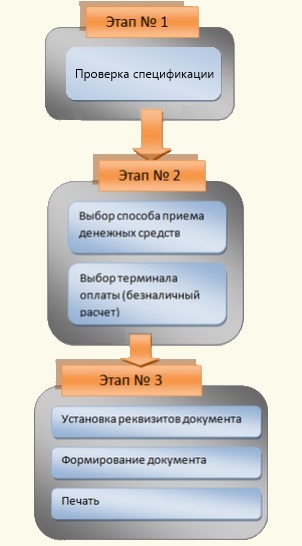 Этап № 1
Проверка спецификации
Этап № 2
Выбор способа приема
денежных средств
Выбор терминала
оплаты (безналичный
расчет)
Этап № 3
Установка реквизитов документа
Формирование документа
Печать